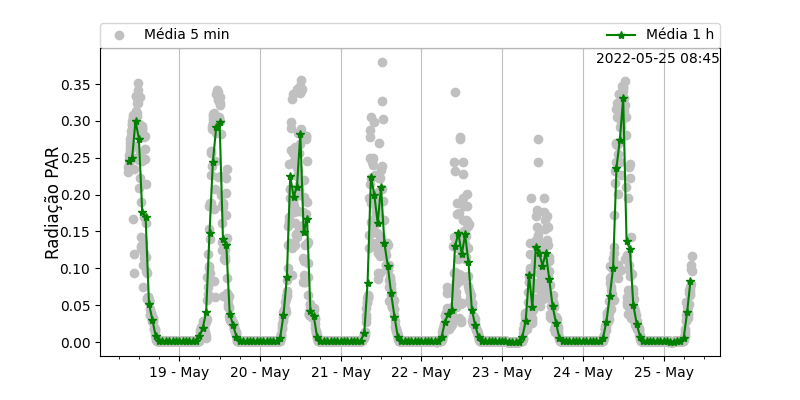 Média 5 min
Média 1 h
2022-05-25 08:45
Radiação PAR
0.35
0.30
0.25
0.20
0.15
0.10
0.05
0.00
19 - May
20 - May
21 - May
22 - May
23 - May
24 - May
25 - May